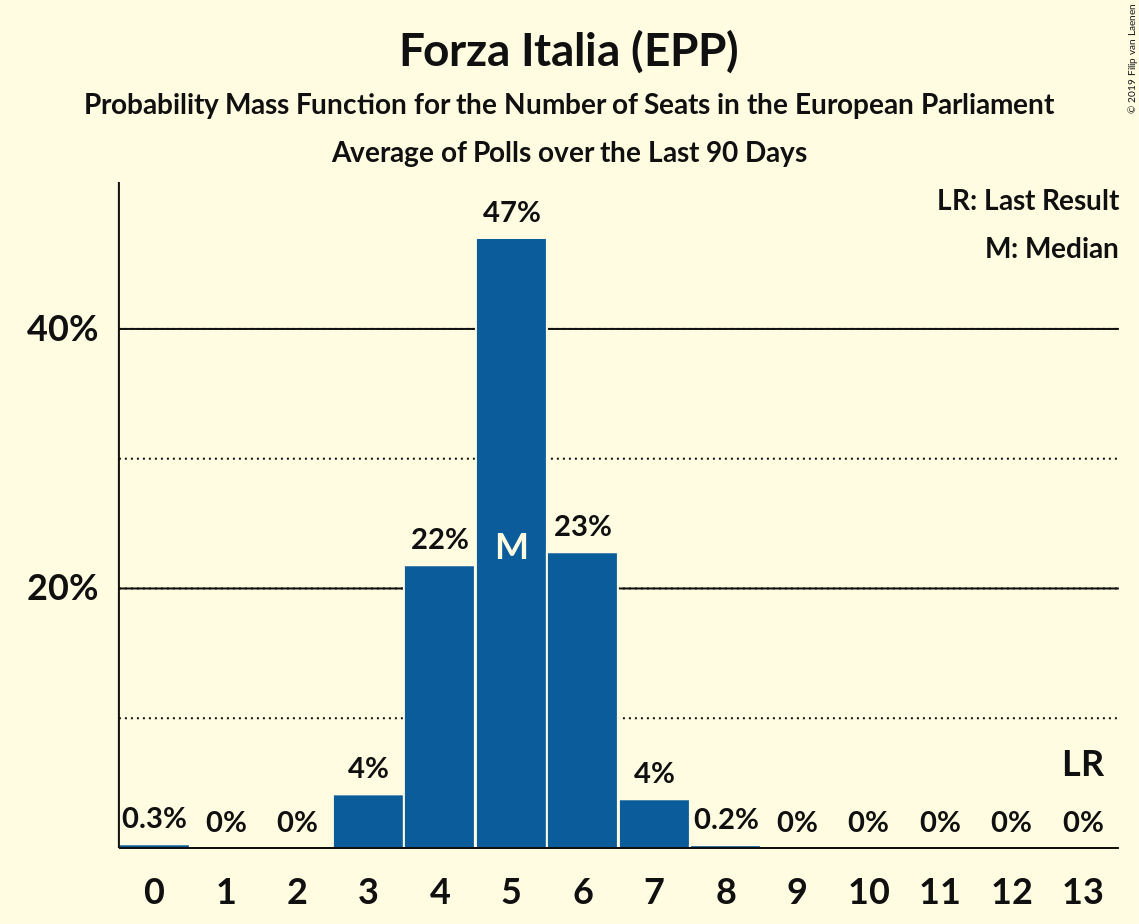 Forza Italia (EPP)
Probability Mass Function for the Number of Seats in the European Parliament
Average of Polls over the Last 90 Days
© 2019 Filip van Laenen
LR: Last Result
M: Median
47%
40%
23%
22%
M
20%
LR
4%
4%
0.3% 0% 0% 0.2% 0% 0% 0% 0% 0%
0 1 2 3 4 5 6 7 8 9 10 11 12 13